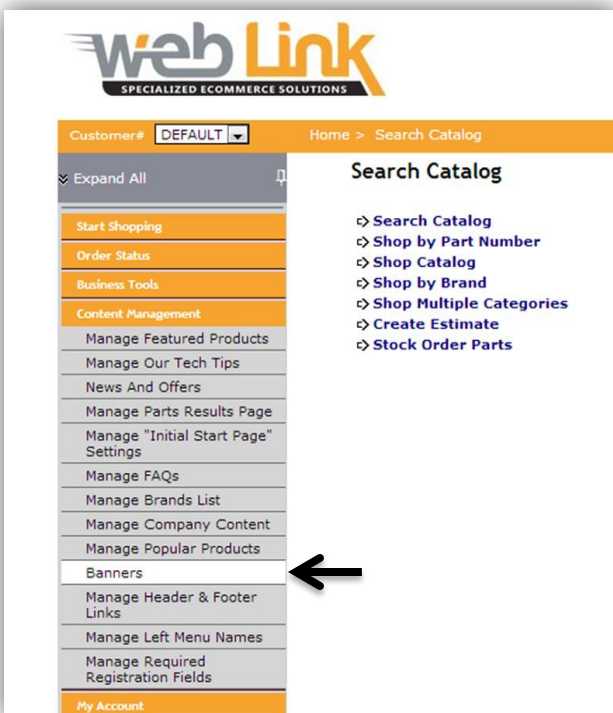 web Link
SPECIALIZED ECOMMERCE SOLUTIONS
Customer# DEFAULT
Home > Search Catalog
Expand All
Search Catalog
Search Catalog
Shop by Part Number
Shop Catalog
Shop by Brand
Shop Multiple Categories
Create Estimate
Stock Order Parts
Start Shopping
Order Status
Business Tools
Content Management
Manage Featured Products
Manage Our Tech Tips
News And Offers
Manage Parts Results Page
Manage "Initial Start Page"
Settings
Manage FAQs
Manage Brands List
Manage Company Content
Manage Popular Products
Banners
Manage Header & Footer
Links
Manage Left Menu Names
Manage Required
Registration Fields
My Account